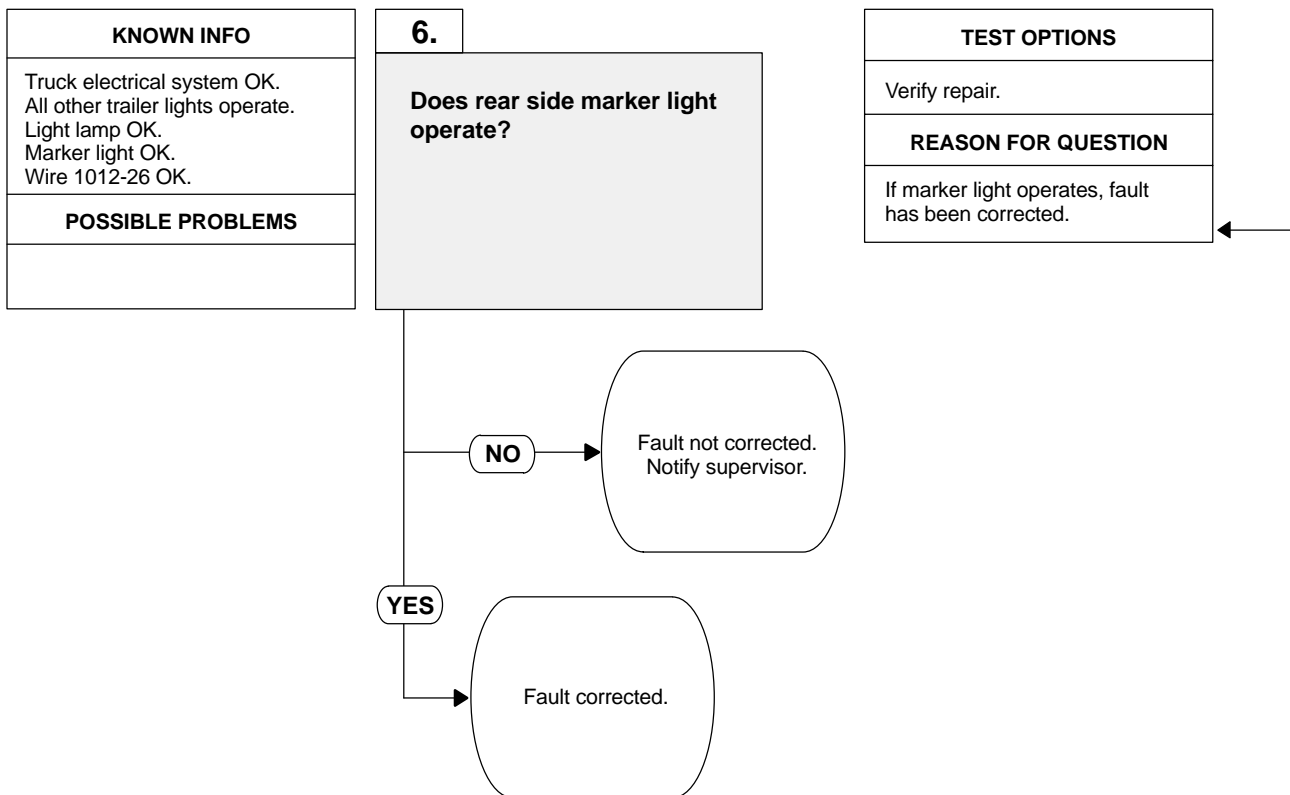 KNOWN INFO
Truck electrical system OK.
All other trailer lights operate.
Light lamp OK.
Marker light OK.
Wire 1012-26 OK.
POSSIBLE PROBLEMS
6.
Does rear side marker light
operate?
TEST OPTIONS
Verify repair.
REASON FOR QUESTION
If marker light operates, fault
has been corrected.
NO
Fault not corrected.
Notify supervisor.
YES
Fault corrected.